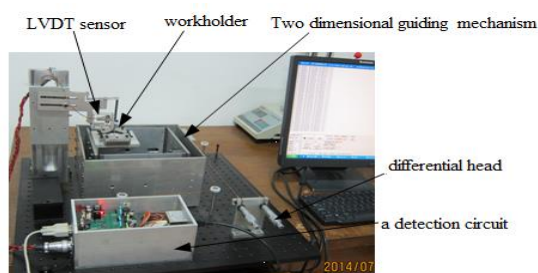 LVDT sensor
workholder
Two dimensional guiding mechanism
differential head
a detection circuit
2014/07